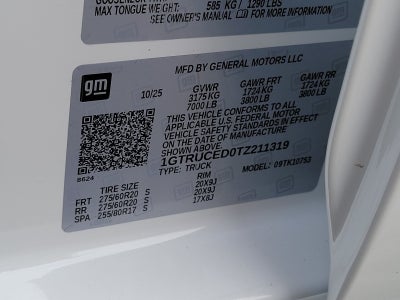 MAX TONGUE WEIGHT: 585 KG / 1290 LBS
SEE OWNER'S MANUAL FOR MORE INFORMATION
gm
MFD BY GENERAL MOTORS LLC
10/25 GVWR GAWR FRT GAWR RR
3175 KG 1724 KG 1724 KG
7000 LB 3800 LB 3800 LB
THIS VEHICLE CONFORMS TO ALL
APPLICABLE U.S. FEDERAL MOTOR
VEHICLE SAFETY STANDARDS IN EFFECT
ON THE DATE OF MANUFACTURE
SHOWN ABOVE.
1GTRUCED0TZ211319
TYPE: TRUCK MODEL: 09TK10753
8624
TIRE SIZE RIM
FRT 275/60R20 S 20X9J
RR 275/60R20 S 20X9J
SPA 255/80R17 S 17X8J